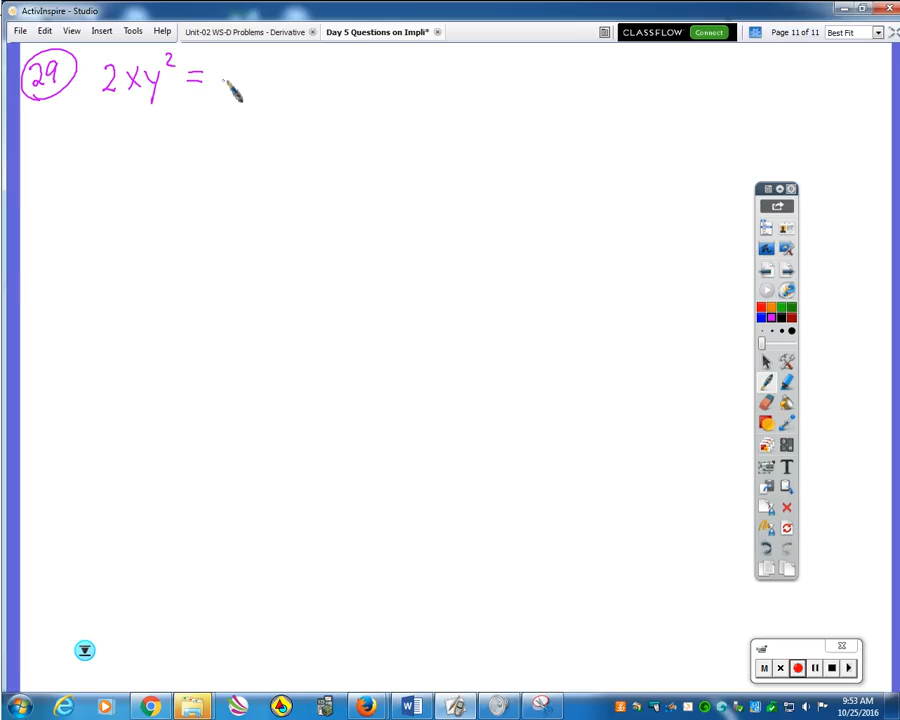 ActivInspire - Studio
File Edit View Insert Tools Help Unit-02 WS-D Problems - Derivative Day 5 Questions on Impli* CLASSFLOW Connect Page 11 of 11 Best Fit
29 2xy² =
T
M
9:53 AM
10/25/2016